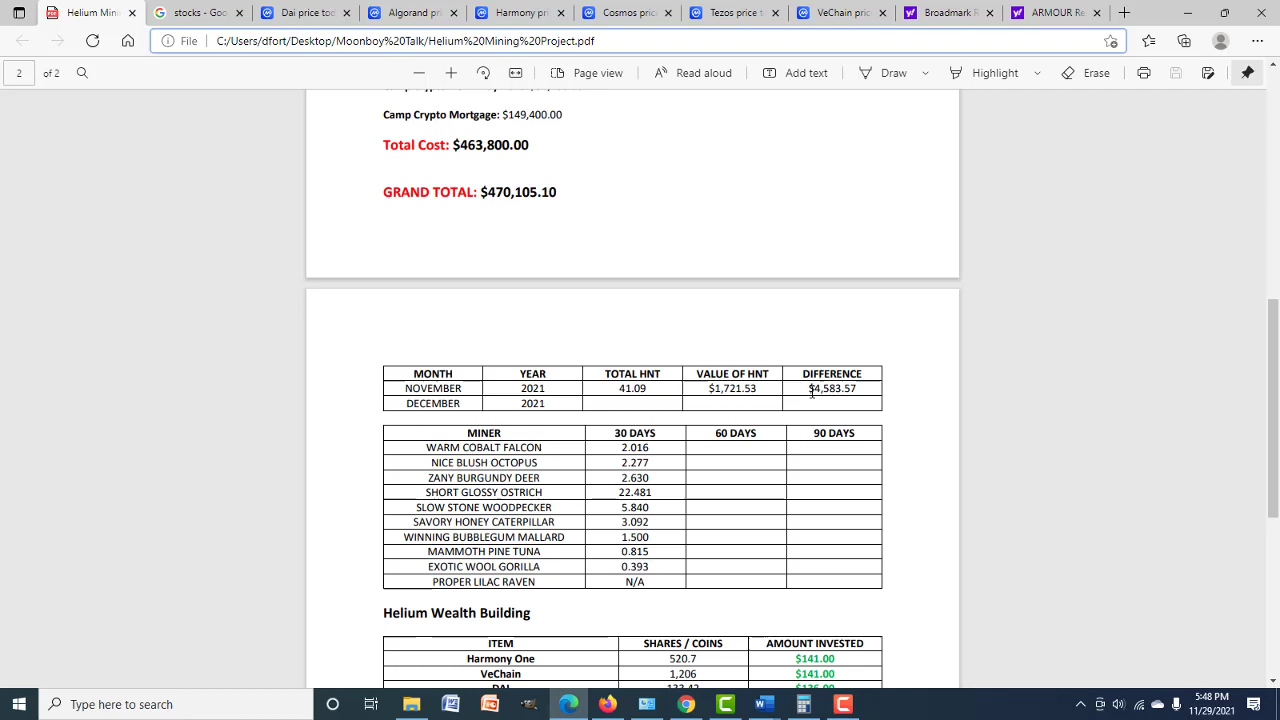 Helium Min
stocks - Goo
Dai price tod
Algorand pri
Harmony pri
Cosmos pric
Tezos price t
VeChain pric
Broadmark R
ARMOUR Re
File C:/Users/dfort/Desktop/Moonboy%20Talk/Helium%20Mining%20Project.pdf
2 of 2 Page view Read aloud Add text Draw Highlight Erase
Camp Crypto Mortgage: $149,400.00
Total Cost: $463,800.00
GRAND TOTAL: $470,105.10
MONTH YEAR TOTAL HNT VALUE OF HNT DIFFERENCE
NOVEMBER 2021 41.09 $1,721.53 $4,583.57
DECEMBER 2021
MINER 30 DAYS 60 DAYS 90 DAYS
WARM COBALT FALCON 2.016
NICE BLUSH OCTOPUS 2.277
ZANY BURGUNDY DEER 2.630
SHORT GLOSSY OSTRICH 22.481
SLOW STONE WOODPECKER 5.840
SAVORY HONEY CATERPILLAR 3.092
WINNING BUBBLEGUM MALLARD 1.500
MAMMOTH PINE TUNA 0.815
EXOTIC WOOL GORILLA 0.393
PROPER LILAC RAVEN N/A
Helium Wealth Building
ITEM SHARES / COINS AMOUNT INVESTED
Harmony One 520.7 $141.00
VeChain 1,206 $141.00
Type here to search
5:48 PM
11/29/2021